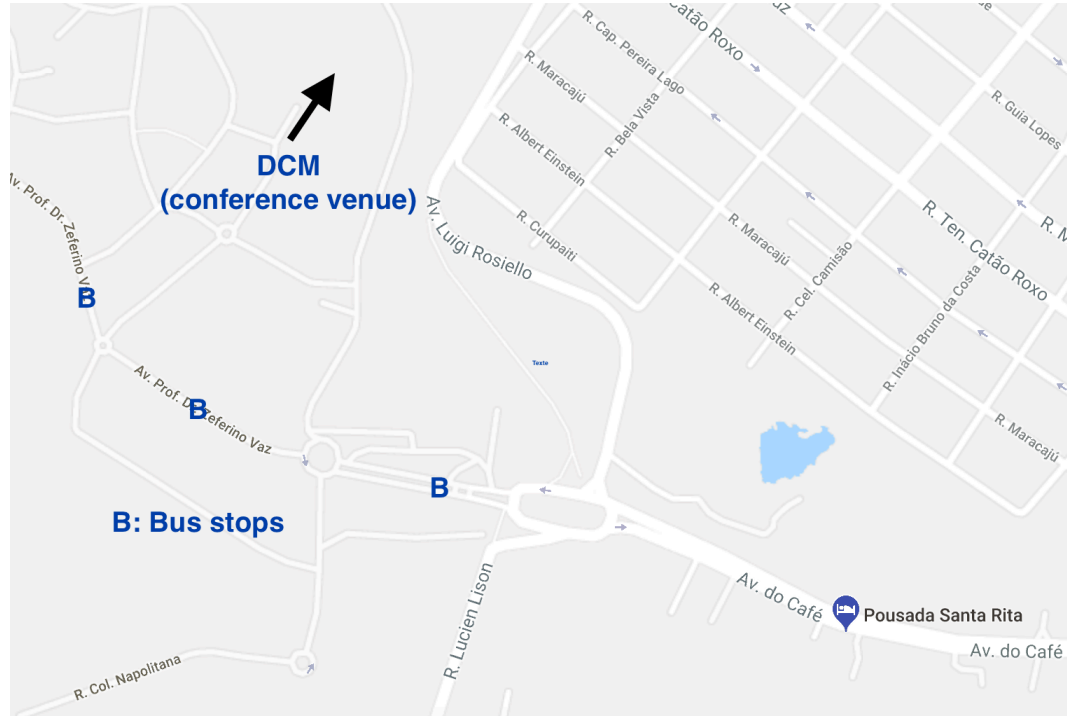 Catão Roxo
R. Cap. Pereira Lago
R. Maracajú
R. Bela Vista
R. Guia Lopes
R. Albert Einstein
DCM
(conference venue)
Av. Prof. Dr. Zeferino Vaz
Av. Luigi Rosiello
R. Curupaiti
R. Maracajú
R. Ten. Catão Roxo
R. M
R. Cel. Camisão
R. Albert Einstein
R. Inácio Bruno da Costa
B
Texte
Av. Prof. Dr. Zeferino Vaz
B
R. Maracajú
B
B: Bus stops
Av. do Café
Pousada Santa Rita
R. Lucien Lison
Av. do Café
R. Col. Napolitana